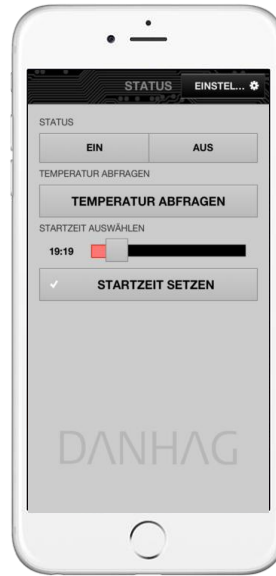 STATUS EINSTEL...
STATUS
EIN AUS
TEMPERATUR ABFRAGEN
TEMPERATUR ABFRAGEN
STARTZEIT AUSWÄHLEN
19:19
STARTZEIT SETZEN
DANHAG